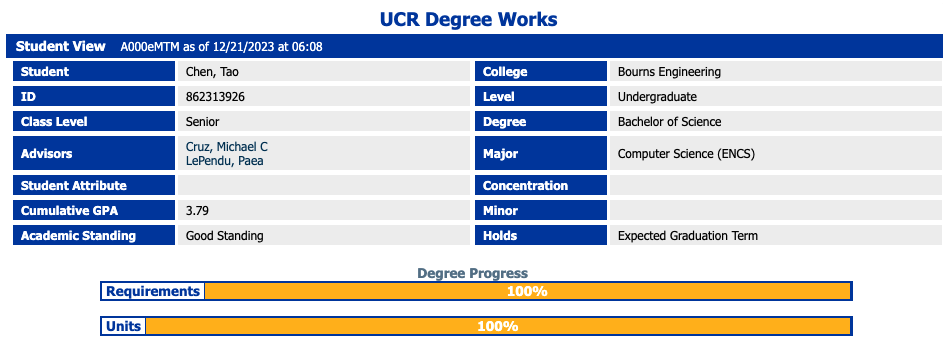 UCR Degree Works
Student View A000eMTM as of 12/21/2023 at 06:08
Student Chen, Tao College Bourns Engineering
ID 862313926 Level Undergraduate
Class Level Senior Degree Bachelor of Science
Advisors Cruz, Michael C
LePendu, Paea Major Computer Science (ENCS)
Student Attribute Concentration
Cumulative GPA 3.79 Minor
Academic Standing Good Standing Holds Expected Graduation Term
Degree Progress
Requirements 100%
Units 100%